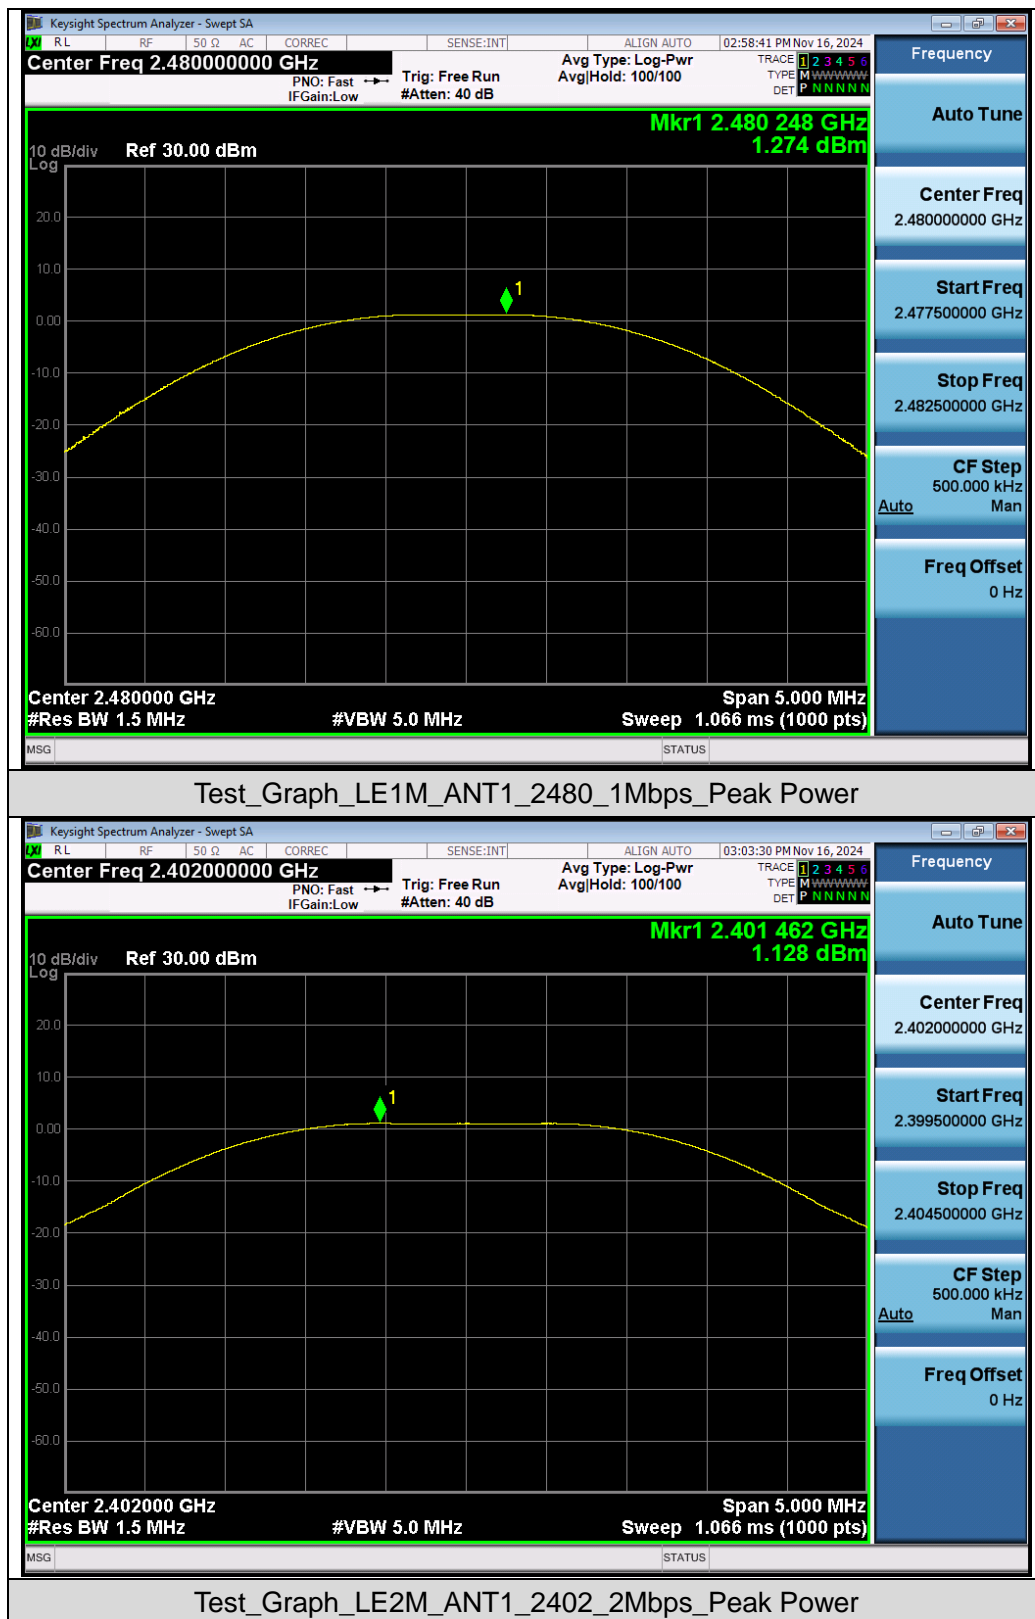 Keysight Spectrum Analyzer - Swept SA
LXI RL RF 50 Ω AC CORREC SENSE:INT ALIGN AUTO 02:58:41 PM Nov 16, 2024
Center Freq 2.480000000 GHz
PNO: Fast
IFGain:Low
Trig: Free Run
#Atten: 40 dB
Avg Type: Log-Pwr
Avg|Hold: 100/100
TRACE 1 2 3 4 5 6
TYPE M WWWWW
DET P N N N N N
Mkr1 2.480 248 GHz
1.274 dBm
10 dB/div Ref 30.00 dBm
Log
20.0
10.0
0.00
-10.0
-20.0
-30.0
-40.0
-50.0
-60.0
1
Center 2.480000 GHz Span 5.000 MHz
#Res BW 1.5 MHz #VBW 5.0 MHz Sweep 1.066 ms (1000 pts)
MSG STATUS
Frequency
Auto Tune
Center Freq
2.480000000 GHz
Start Freq
2.477500000 GHz
Stop Freq
2.482500000 GHz
CF Step
500.000 kHz
Auto Man
Freq Offset
0 Hz
Test_Graph_LE1M_ANT1_2480_1Mbps_Peak Power
Keysight Spectrum Analyzer - Swept SA
LXI RL RF 50 Ω AC CORREC SENSE:INT ALIGN AUTO 03:03:30 PM Nov 16, 2024
Center Freq 2.402000000 GHz
PNO: Fast
IFGain:Low
Trig: Free Run
#Atten: 40 dB
Avg Type: Log-Pwr
Avg|Hold: 100/100
TRACE 1 2 3 4 5 6
TYPE M WWWWW
DET P N N N N N
Mkr1 2.401 462 GHz
1.128 dBm
10 dB/div Ref 30.00 dBm
Log
20.0
10.0
0.00
-10.0
-20.0
-30.0
-40.0
-50.0
-60.0
1
Center 2.402000 GHz Span 5.000 MHz
#Res BW 1.5 MHz #VBW 5.0 MHz Sweep 1.066 ms (1000 pts)
MSG STATUS
Frequency
Auto Tune
Center Freq
2.402000000 GHz
Start Freq
2.399500000 GHz
Stop Freq
2.404500000 GHz
CF Step
500.000 kHz
Auto Man
Freq Offset
0 Hz
Test_Graph_LE2M_ANT1_2402_2Mbps_Peak Power